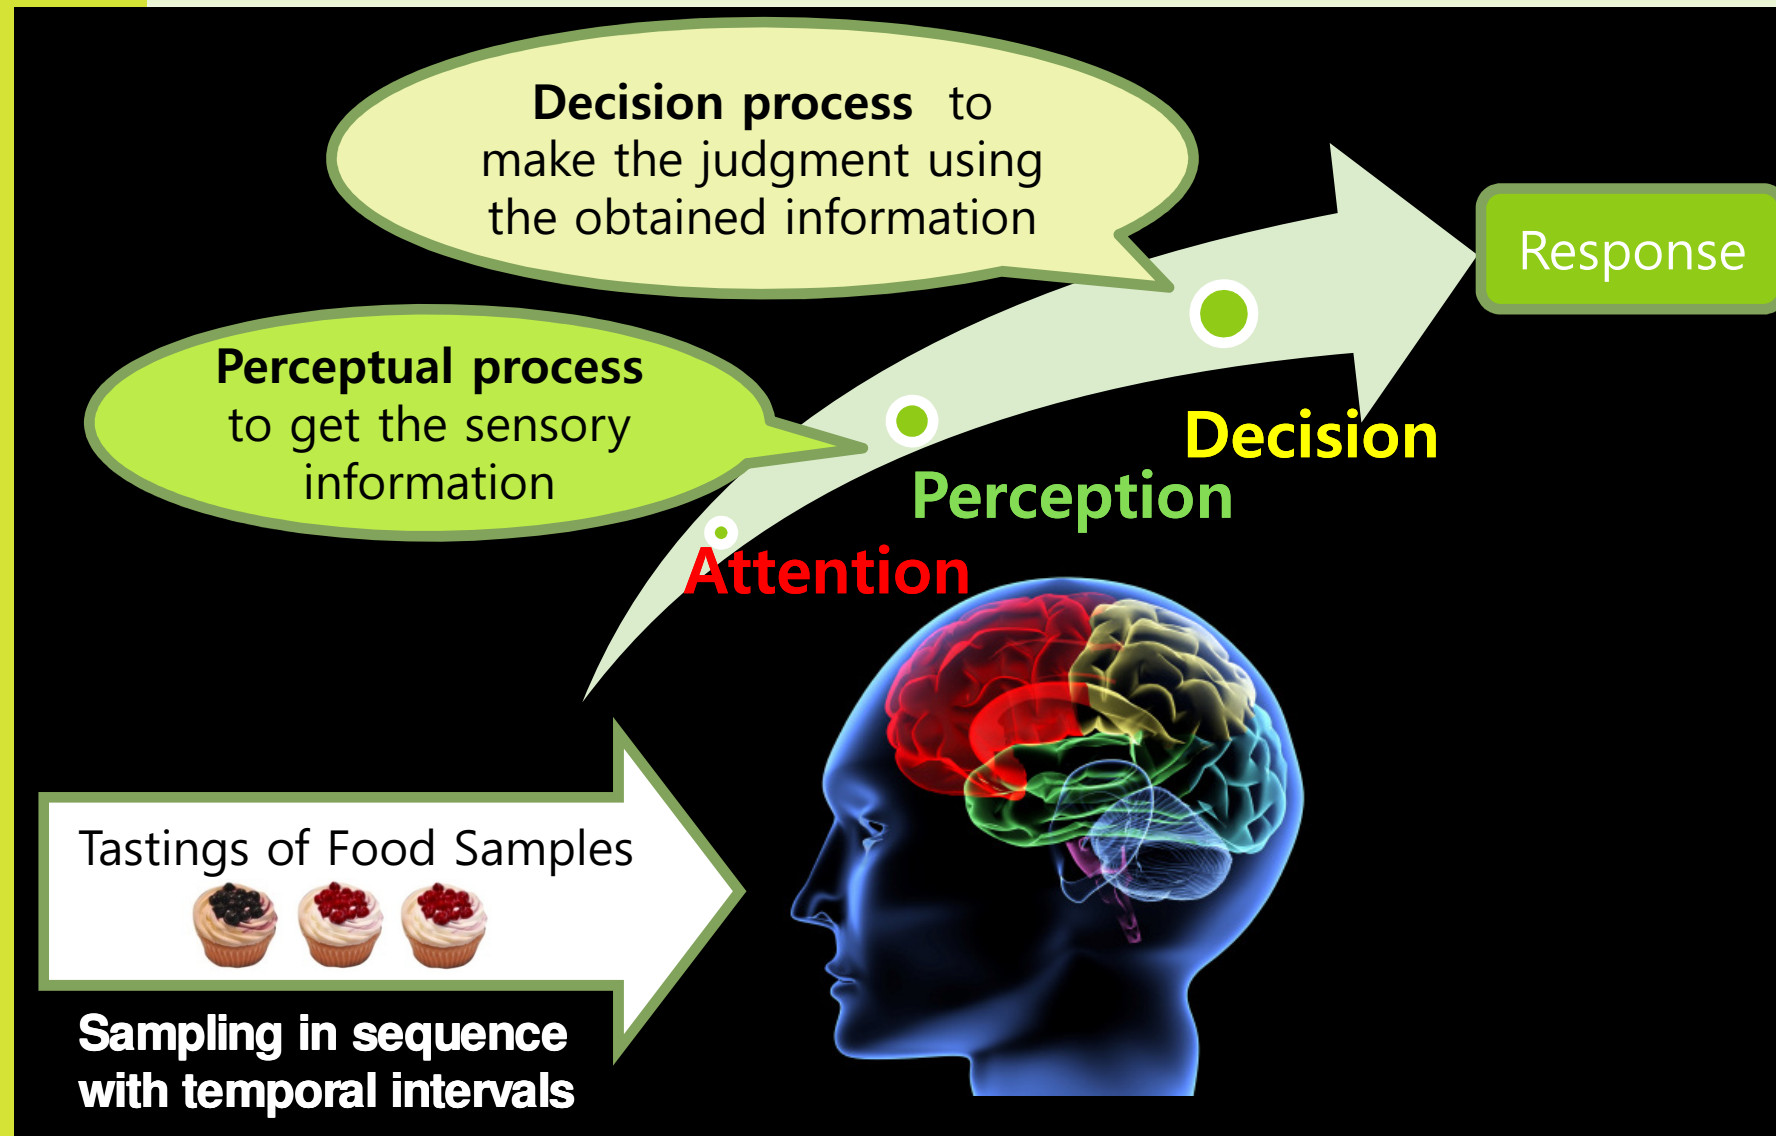 Decision process to
make the judgment using
the obtained information
Response
Perceptual process
to get the sensory
information
Decision
Perception
Attention
Tastings of Food Samples
Sampling in sequence
with temporal intervals